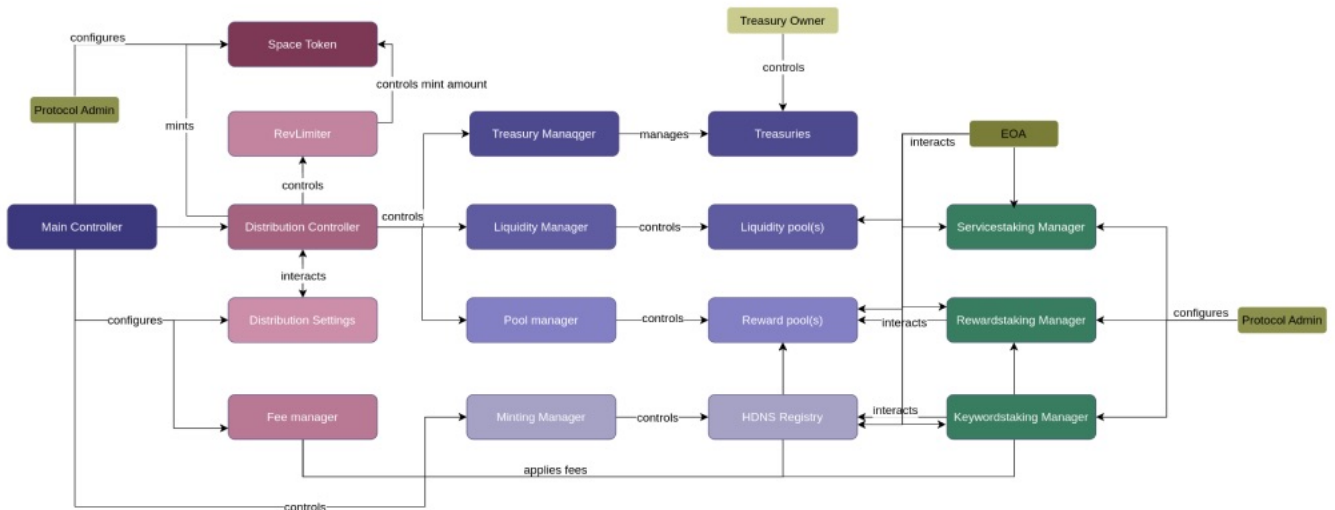 Treasury Owner
configures
Space Token
controls
controls mint amount
Protocol Admin
mints
RevLimiter
Treasury Manaqger
manages
Treasuries
EOA
interacts
controls
controls
Main Controller
Distribution Controller
Liquidity Manager
controls
Liquidity pool(s)
Servicestaking Manager
interacts
configures
Distribution Settings
Pool manager
controls
Reward pool(s)
interacts
Rewardstaking Manager
configures
Protocol Admin
Fee manager
Minting Manager
controls
HDNS Registry
interacts
Keywordstaking Manager
applies fees
controls